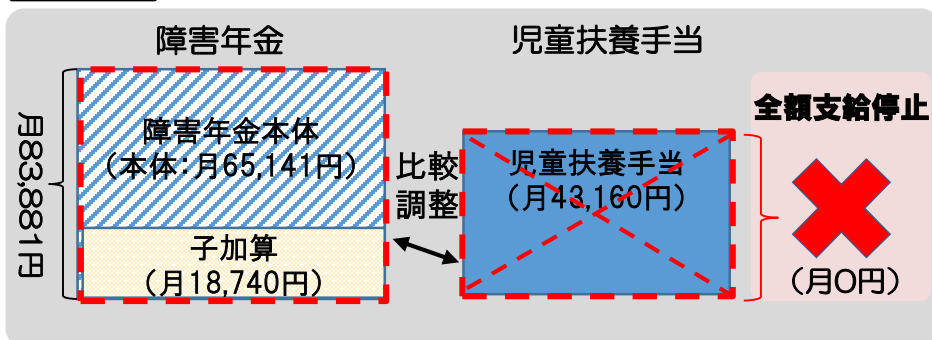 障害年金
児童扶養手当
月83,881円
障害年金本体
(本体:月65,141円)
子加算
(月18,740円)
比較
調整
児童扶養手当
(月43,160円)
全額支給停止
(月0円)